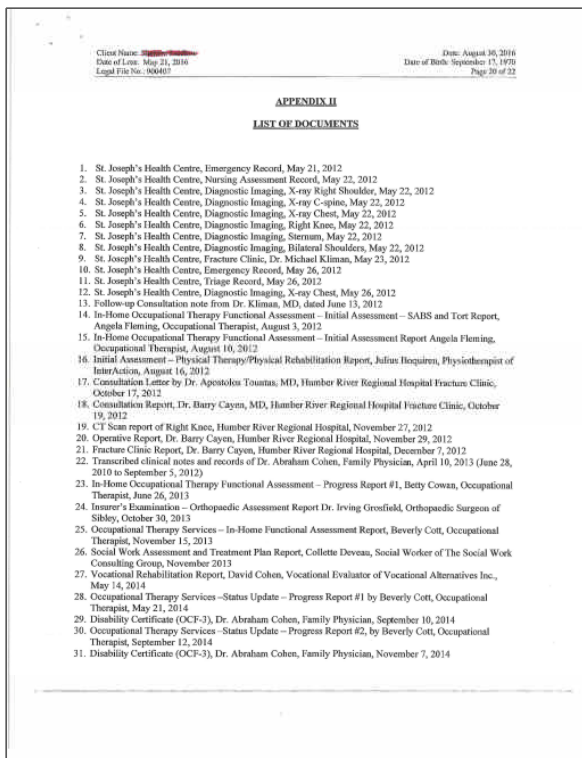 Client Name:
Date of Loss: May 21, 2016
Legal File No.: 900407
Date: August 30, 2016
Date of Birth: September 17, 1970
Page 20 of 22
APPENDIX II
LIST OF DOCUMENTS
1. St. Joseph's Health Centre, Emergency Record, May 21, 2012
2. St. Joseph's Health Centre, Nursing Assessment Record, May 22, 2012
3. St. Joseph's Health Centre, Diagnostic Imaging, X-ray Right Shoulder, May 22, 2012
4. St. Joseph's Health Centre, Diagnostic Imaging, X-ray C-spine, May 22, 2012
5. St. Joseph's Health Centre, Diagnostic Imaging, X-ray Chest, May 22, 2012
6. St. Joseph's Health Centre, Diagnostic Imaging, Right Knee, May 22, 2012
7. St. Joseph's Health Centre, Diagnostic Imaging, Sternum, May 22, 2012
8. St. Joseph's Health Centre, Diagnostic Imaging, Bilateral Shoulders, May 22, 2012
9. St. Joseph's Health Centre, Fracture Clinic, Dr. Michael Kliman, May 23, 2012
10. St. Joseph's Health Centre, Emergency Record, May 26, 2012
11. St. Joseph's Health Centre, Triage Record, May 26, 2012
12. St. Joseph's Health Centre, Diagnostic Imaging, X-ray Chest, May 26, 2012
13. Follow-up Consultation note from Dr. Kliman, MD, dated June 13, 2012
14. In-Home Occupational Therapy Functional Assessment – Initial Assessment – SABS and Tort Report,
Angela Fleming, Occupational Therapist, August 3, 2012
15. In-Home Occupational Therapy Functional Assessment – Initial Assessment Report Angela Fleming,
Occupational Therapist, August 10, 2012
16. Initial Assessment – Physical Therapy/Physical Rehabilitation Report, Julius Boquiren, Physiotherapist of
InterAction, August 16, 2012
17. Consultation Letter by Dr. Apostolos Tountas, MD, Humber River Regional Hospital Fracture Clinic,
October 17, 2012
18. Consultation Report, Dr. Barry Cayen, MD, Humber River Regional Hospital Fracture Clinic, October
19, 2012
19. CT Scan report of Right Knee, Humber River Regional Hospital, November 27, 2012
20. Operative Report, Dr. Barry Cayen, Humber River Regional Hospital, November 29, 2012
21. Fracture Clinic Report, Dr. Barry Cayen, Humber River Regional Hospital, December 7, 2012
22. Transcribed clinical notes and records of Dr. Abraham Cohen, Family Physician, April 10, 2013 (June 28,
2010 to September 5, 2012)
23. In-Home Occupational Therapy Functional Assessment – Progress Report #1, Betty Cowan, Occupational
Therapist, June 26, 2013
24. Insurer's Examination – Orthopaedic Assessment Report Dr. Irving Grosfield, Orthopaedic Surgeon of
Sibley, October 30, 2013
25. Occupational Therapy Services – In-Home Functional Assessment Report, Beverly Cott, Occupational
Therapist, November 15, 2013
26. Social Work Assessment and Treatment Plan Report, Collette Deveau, Social Worker of The Social Work
Consulting Group, November 2013
27. Vocational Rehabilitation Report, David Cohen, Vocational Evaluator of Vocational Alternatives Inc.,
May 14, 2014
28. Occupational Therapy Services –Status Update – Progress Report #1 by Beverly Cott, Occupational
Therapist, May 21, 2014
29. Disability Certificate (OCF-3), Dr. Abraham Cohen, Family Physician, September 10, 2014
30. Occupational Therapy Services –Status Update – Progress Report #2, by Beverly Cott, Occupational
Therapist, September 12, 2014
31. Disability Certificate (OCF-3), Dr. Abraham Cohen, Family Physician, November 7, 2014